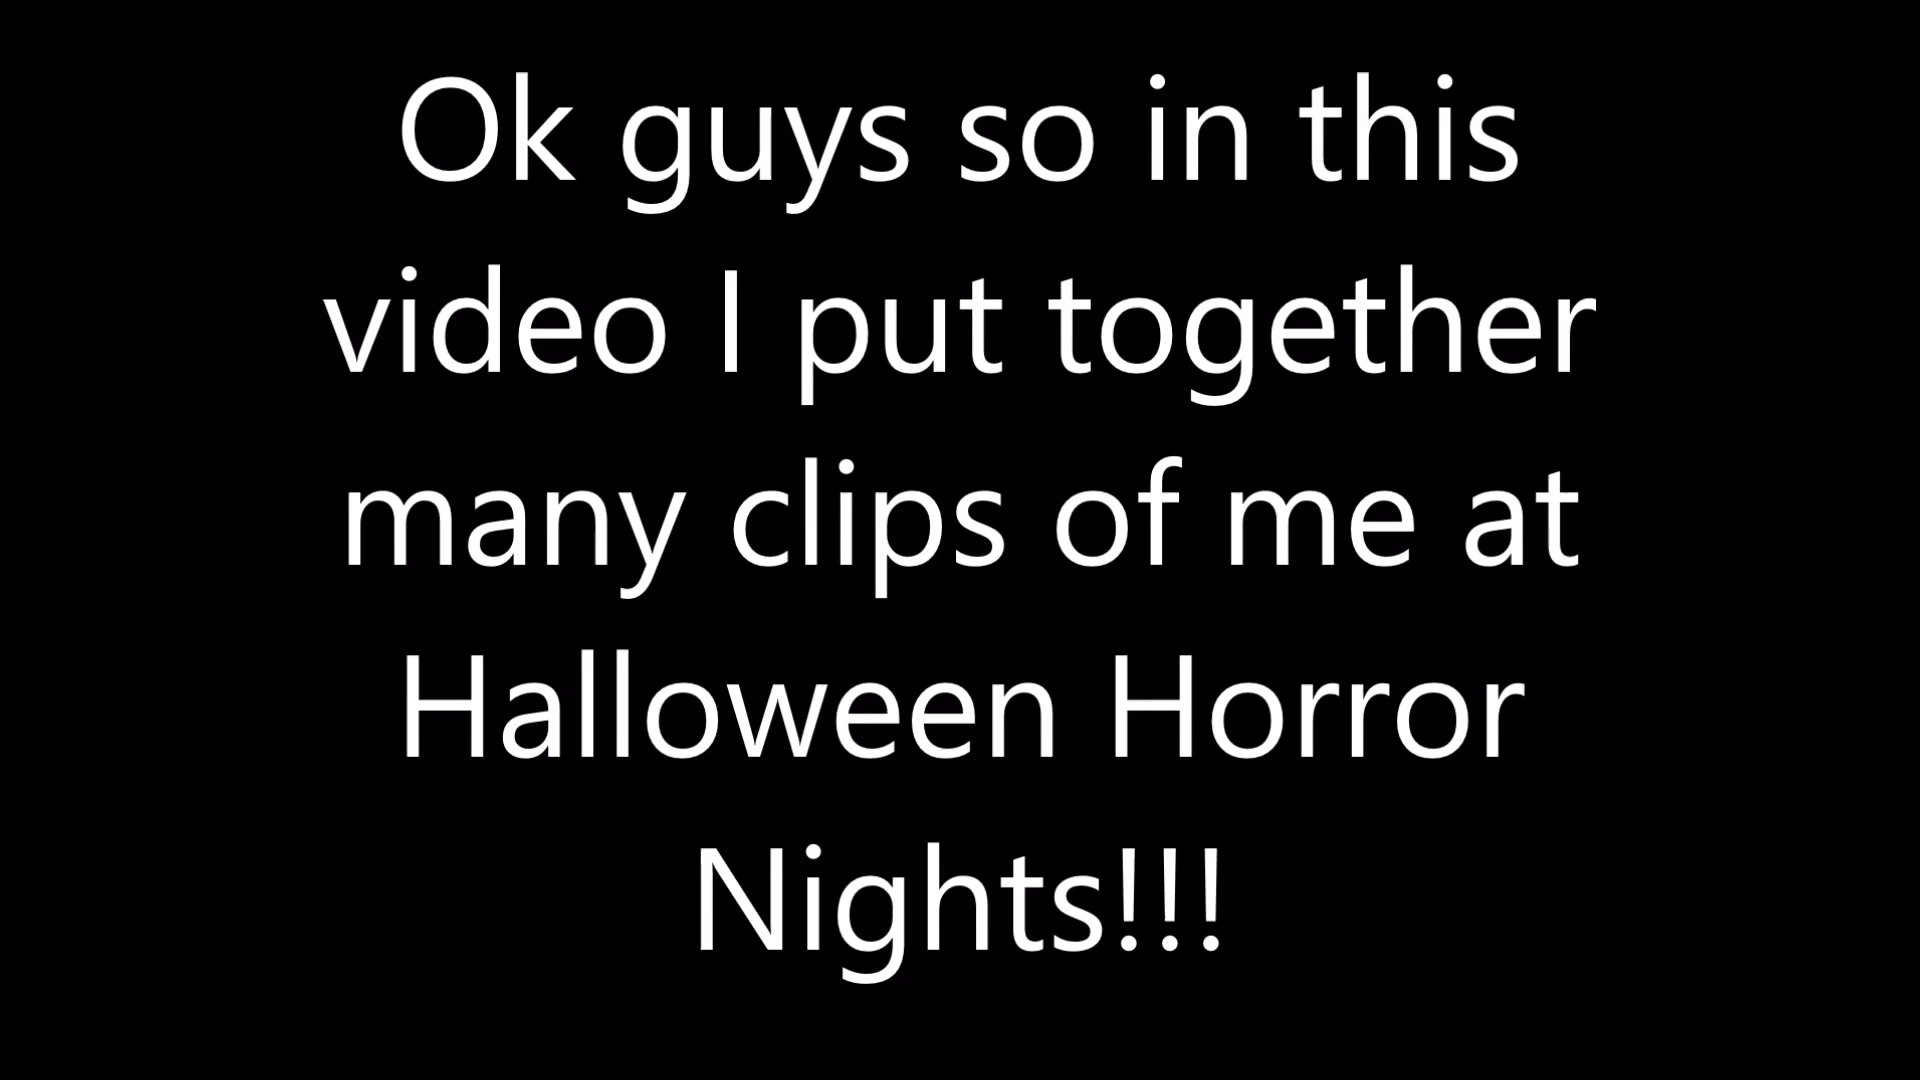 Ok guys so in this
video I put together
many clips of me at
Halloween Horror
Nights!!!